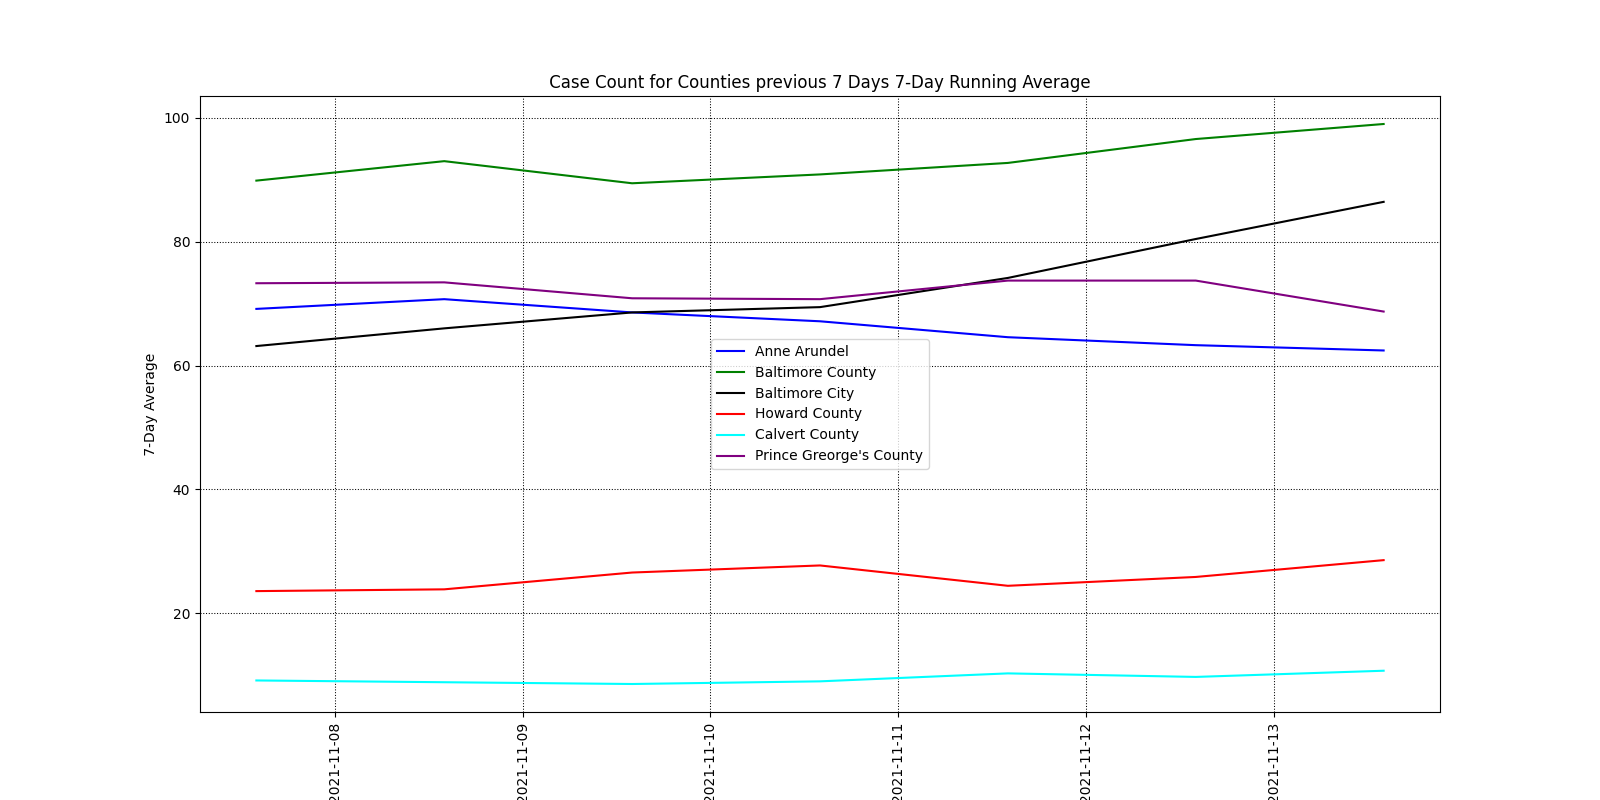 Case Count for Counties previous 7 Days 7-Day Running Average
100
80
60
40
20
7-Day Average
Anne Arundel
Baltimore County
Baltimore City
Howard County
Calvert County
Prince Greorge's County
2021-11-08
2021-11-09
2021-11-10
2021-11-11
2021-11-12
2021-11-13